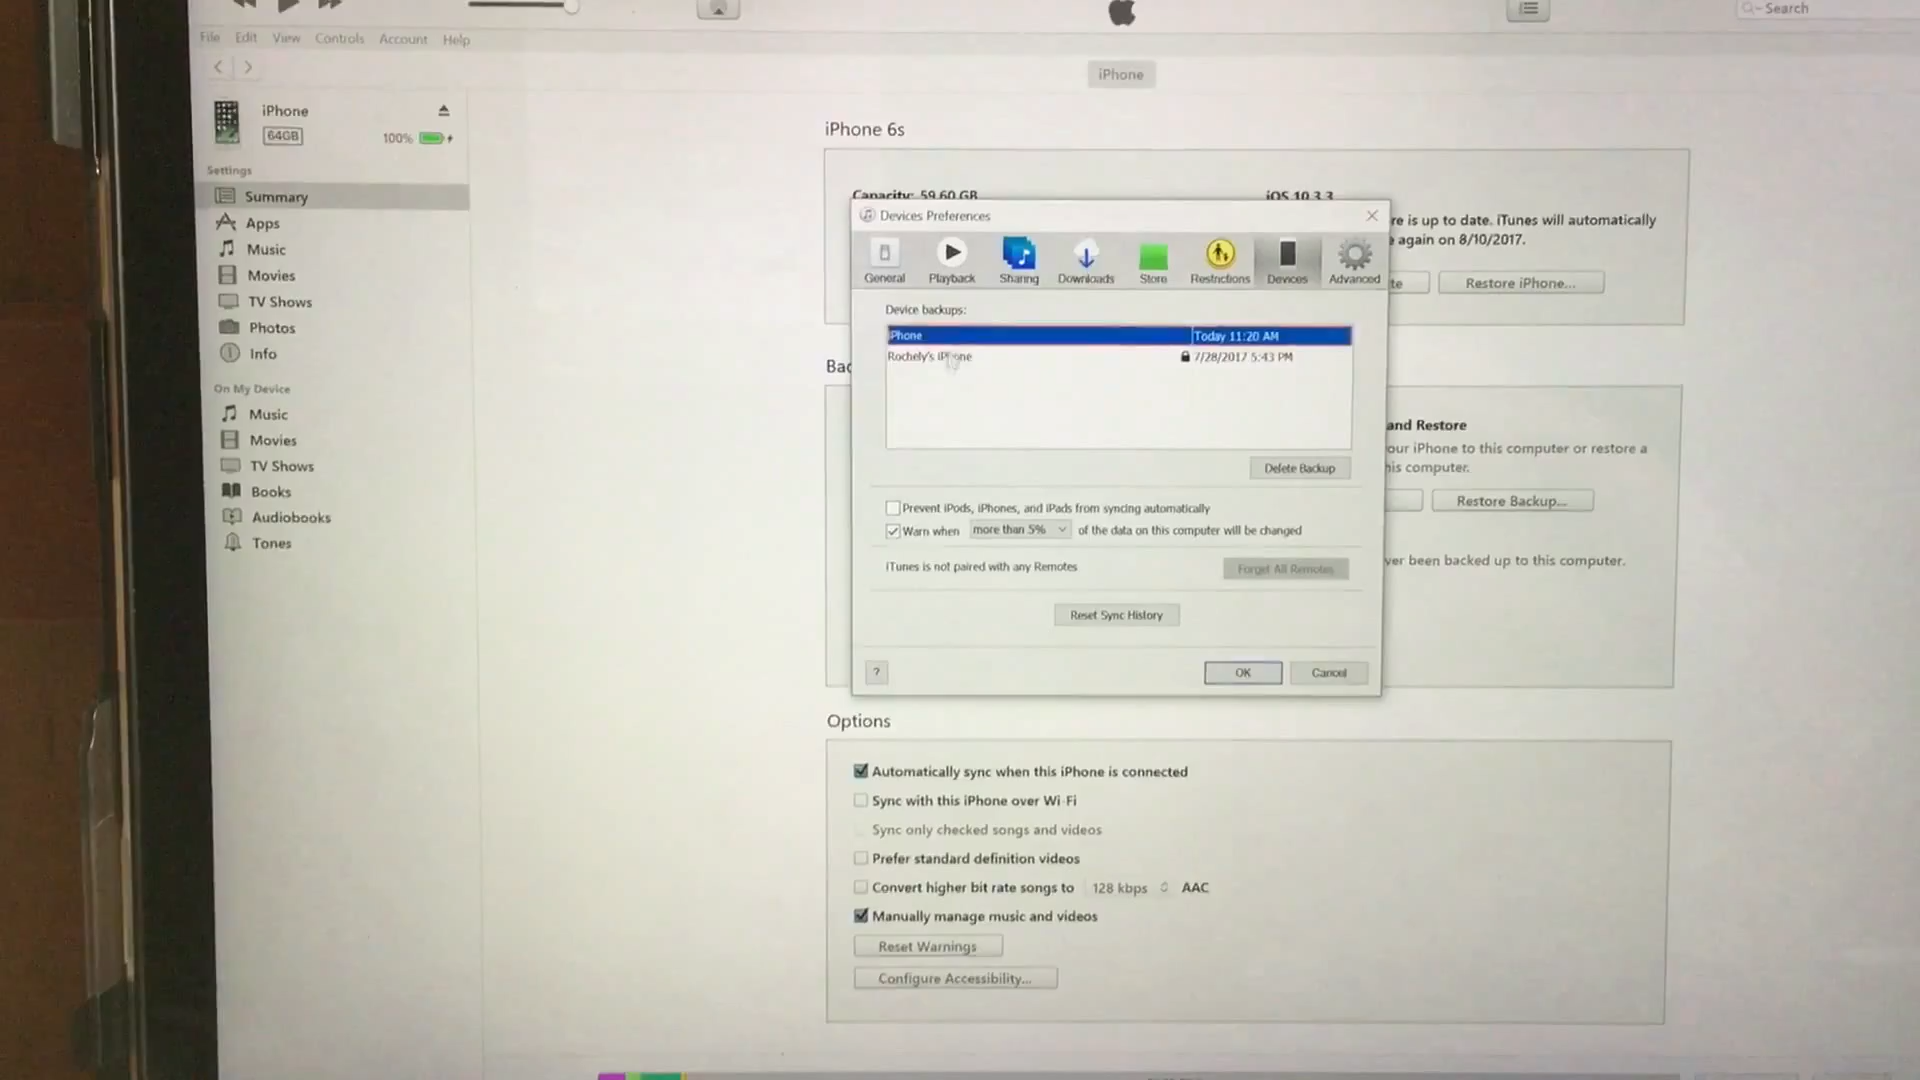 Search
File Edit View Controls Account Help
iPhone
iPhone
64GB
100%
Settings
Summary
Apps
Music
Movies
TV Shows
Photos
Info
On My Device
Music
Movies
TV Shows
Books
Audiobooks
Tones
iPhone 6s
Capacity: 59.60 GB
iOS 10.3.3
re is up to date. iTunes will automatically
again on 8/10/2017.
te
Restore iPhone...
Devices Preferences
General Playback Sharing Downloads Store Restrictions Devices Advanced
Device backups:
iPhone Today 11:20 AM
Rochely's iPhone 7/28/2017 5:43 PM
Delete Backup
Prevent iPods, iPhones, and iPads from syncing automatically
Warn when more than 5% of the data on this computer will be changed
iTunes is not paired with any Remotes
Forget All Remotes
Reset Sync History
? OK Cancel
Bac
and Restore
our iPhone to this computer or restore a
his computer.
Restore Backup...
ver been backed up to this computer.
Options
Automatically sync when this iPhone is connected
Sync with this iPhone over Wi-Fi
Sync only checked songs and videos
Prefer standard definition videos
Convert higher bit rate songs to 128 kbps AAC
Manually manage music and videos
Reset Warnings
Configure Accessibility...